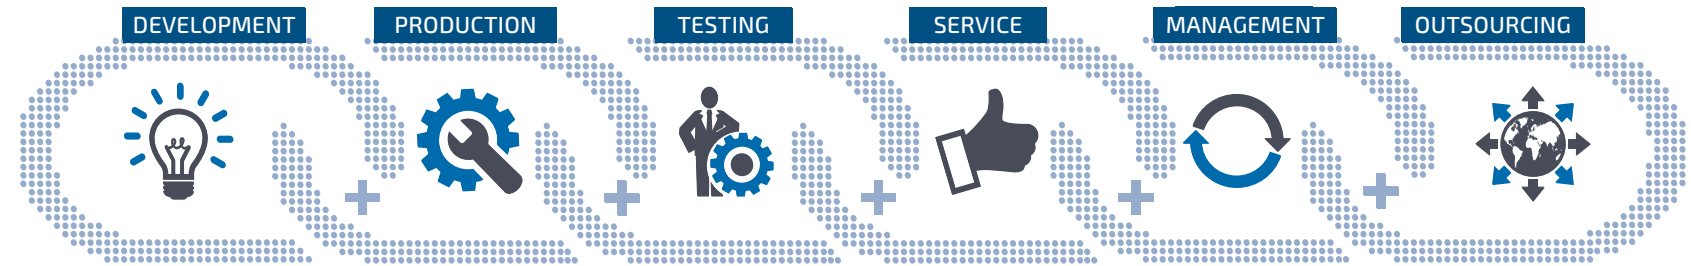 DEVELOPMENT
PRODUCTION
TESTING
SERVICE
MANAGEMENT
OUTSOURCING